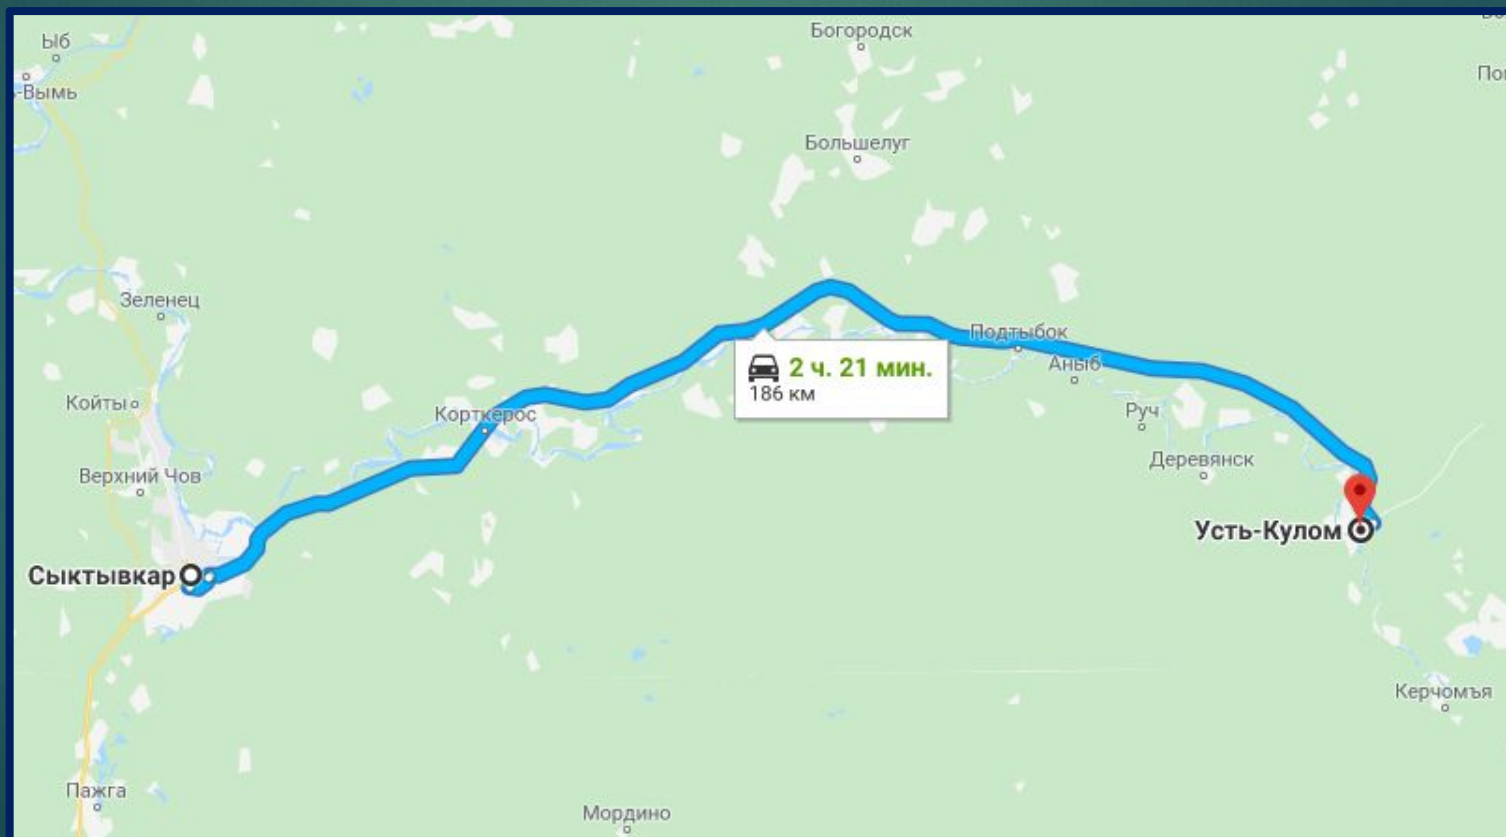 Ыб
Богородск
-Вымь
Большелуг
Зеленец
Подтыбок
2 ч. 21 мин.
186 км
Аныб
Койты
Корткерос
Руч
Деревянск
Верхний Чов
Усть-Кулом
Сыктывкар
Керчомъя
Пажга
Мордино